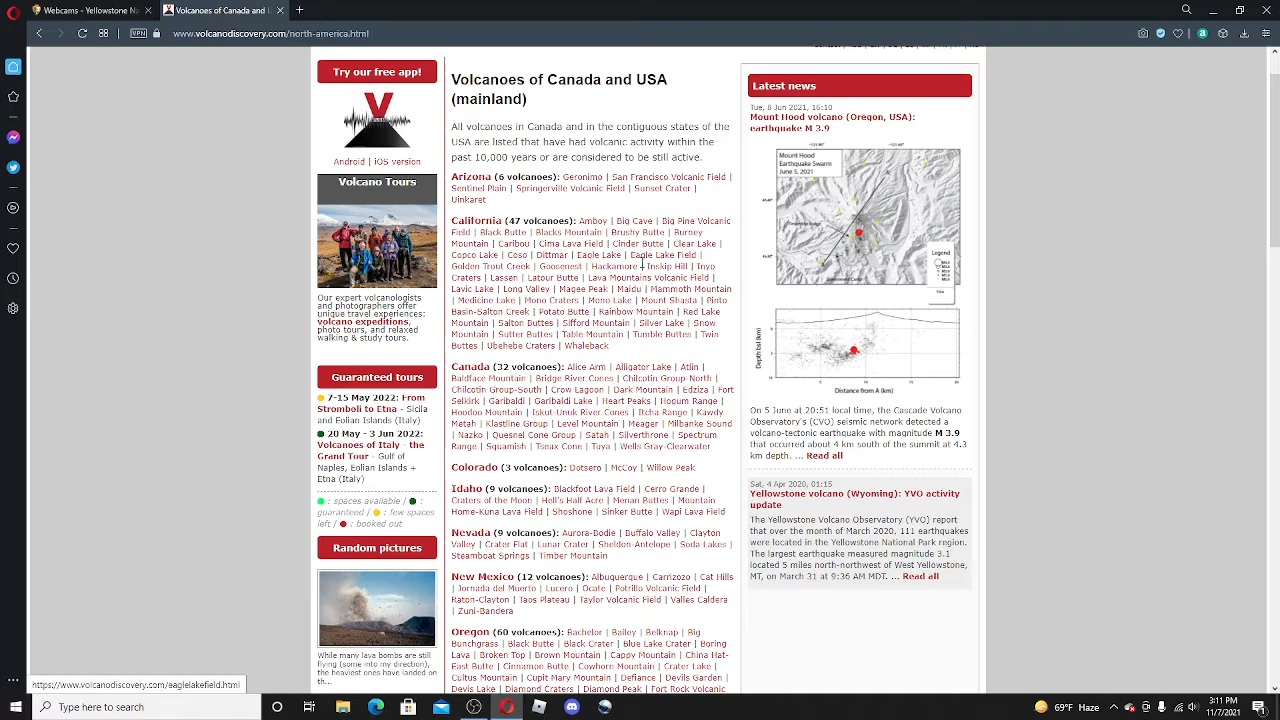 Webcams - Yellowstone Na
Volcanoes of Canada and USA
VPN
www.volcanodiscovery.com/north-america.html
Try our free app!
Android | iOS version
Volcano Tours
Our expert volcanologists
and photographers offer
unique travel experiences:
volcano expeditions,
photo tours, and relaxed
walking & study tours.
Guaranteed tours
7-15 May 2022: From
Stromboli to Etna - Sicily
and Eolian Islands (Italy)
20 May - 3 Jun 2022:
Volcanoes of Italy - the
Grand Tour - Gulf of
Naples, Eolian Islands +
Etna (Italy)
: spaces available /  :
guaranteed /  : few spaces
left /  : booked out
Random pictures
While many lava bombs are still
flying (some into my direction),
the heaviest ones have landed on
th...
Volcanoes of Canada and USA
(mainland)
All volcanoes in Canada and in the contiguous states of the
USA are listed that have had volcanic activity within the
past 10,000 years or are considered to be still active.
Arizona (6 volcanoes): Geronimo | San Francisco Volcanic Field |
Sentinel Plain | Springerville Volcanic Field | Sunset Crater |
Uinkaret
California (47 volcanoes): Amboy | Big Cave | Big Pine Volcanic
Field | Black Butte | Blacks Mountain | Brushy Butte | Burney
Mountain | Caribou | Cima Lava Field | Cinder Butte | Clear Lake |
Copco Lake | Coso | Dittmar | Eagle Lake | Eagle Lake Field |
Golden Trout Creek | Goosenest | Hackamore | Inskip Hill | Inyo
Craters | Lassen | Latour Butte | Lava Mountains Volcanic Field |
Lavic Lake | Long Valley | Magee Peak | Maidu | Mammoth Mountain
| Medicine Lake | Mono Craters | Mono Lake | Mount Shasta | Pinto
Basin-Salton Creek | Potato Butte | Rainbow Mountain | Red Lake
Mountain | Salton Buttes | Sifford Mountain | Silver Lake | Snow
Mountain | Sutter Buttes | Table Mountain | Tumble Buttes | Twin
Buttes | Ubehebe Craters | Whaleback
Canada (32 volcanoes): Alice Arm | Alligator Lake | Atlin |
Baldface Mountain | Bridge River Cones | Chilcotin Group-North |
Chilcotin Group-South | Crow Lagoon | Dark Mountain | Edziza | Fort
Selkirk | Garibaldi | Garibaldi Lake | Heart Peaks | Hogum Range |
Hoodoo Mountain | Iskut-Unuk River Cones | Itcha Range | Kawdy
Metah | Klastline Group | Level Mountain | Meager | Milbanke Sound
| Nazko | Quesnel Cone Group | Satah | Silverthrone | Spectrum
Range | Squamish | Tseax Cone | Tuya | Wells Gray-Clearwater
Colorado (3 volcanoes): Dotsero | McCoy | Willow Peak
Idaho (9 volcanoes): Blackfoot Lava Field | Cerro Grande |
Craters of the Moon | Hell's Half Acre | Menan Buttes | Mountain
Home-Kuna Lava Field | Shoshone | Sinker Butte | Wapi Lava Field
Nevada (9 volcanoes): Aurora-Bodie | Buffalo Valley | Clayton
Valley | Crater Flat | Lunar Crater | Sheldon-Antelope | Soda Lakes |
Steamboat Springs | Timber Mountain
New Mexico (12 volcanoes): Albuquerque | Carrizozo | Cat Hills
| Jornada del Muerto | Lucero | Ocate | Potrillo Volcanic Field |
Raton-Clayton | Taos Plateau | Taylor Volcanic Field | Valles Caldera
| Zuni-Bandera
Oregon (60 volcanoes): Bachelor | Bailey | Belknap | Big
Bunchgrass | Black Butte | Black Crater | Blue Lake Crater | Boring
Lava | Broken Top | Brown Mountain | Cappy Mountain | China Hat-
East Butte | Cinnamon Butte | Cowhorn Mountain | Crater Lake |
Cultus Mountain | Cupit Mary Mountain | Defiance | Devils Garden |
Devils Lake | Diamond Craters | Diamond Peak | Fort Rock Volcanic
Latest news
Tue, 8 Jun 2021, 16:10
Mount Hood volcano (Oregon, USA):
earthquake M 3.9
Mount Hood
Earthquake Swarm
June 5, 2021
Legend
Depth bsl (km)
Distance from A (km)
On 5 June at 20:51 local time, the Cascade Volcano
Observatory's (CVO) seismic network detected a
volcano-tectonic earthquake with magnitude M 3.9
that occurred about 4 km south of the summit at 4.3
km depth. ... Read all
Sat, 4 Apr 2020, 01:15
Yellowstone volcano (Wyoming): YVO activity
update
The Yellowstone Volcano Observatory (YVO) report
that over the month of March 2020, 111 earthquakes
were located in the Yellowstone National Park region.
The largest earthquake measured magnitude 3.1
located 5 miles north-northwest of West Yellowstone,
MT, on March 31 at 9:36 AM MDT. ... Read all
https://www.volcanodiscovery.com/eaglelakefield.html
Type here to search
69°F Haze
3:11 PM
11/7/2021